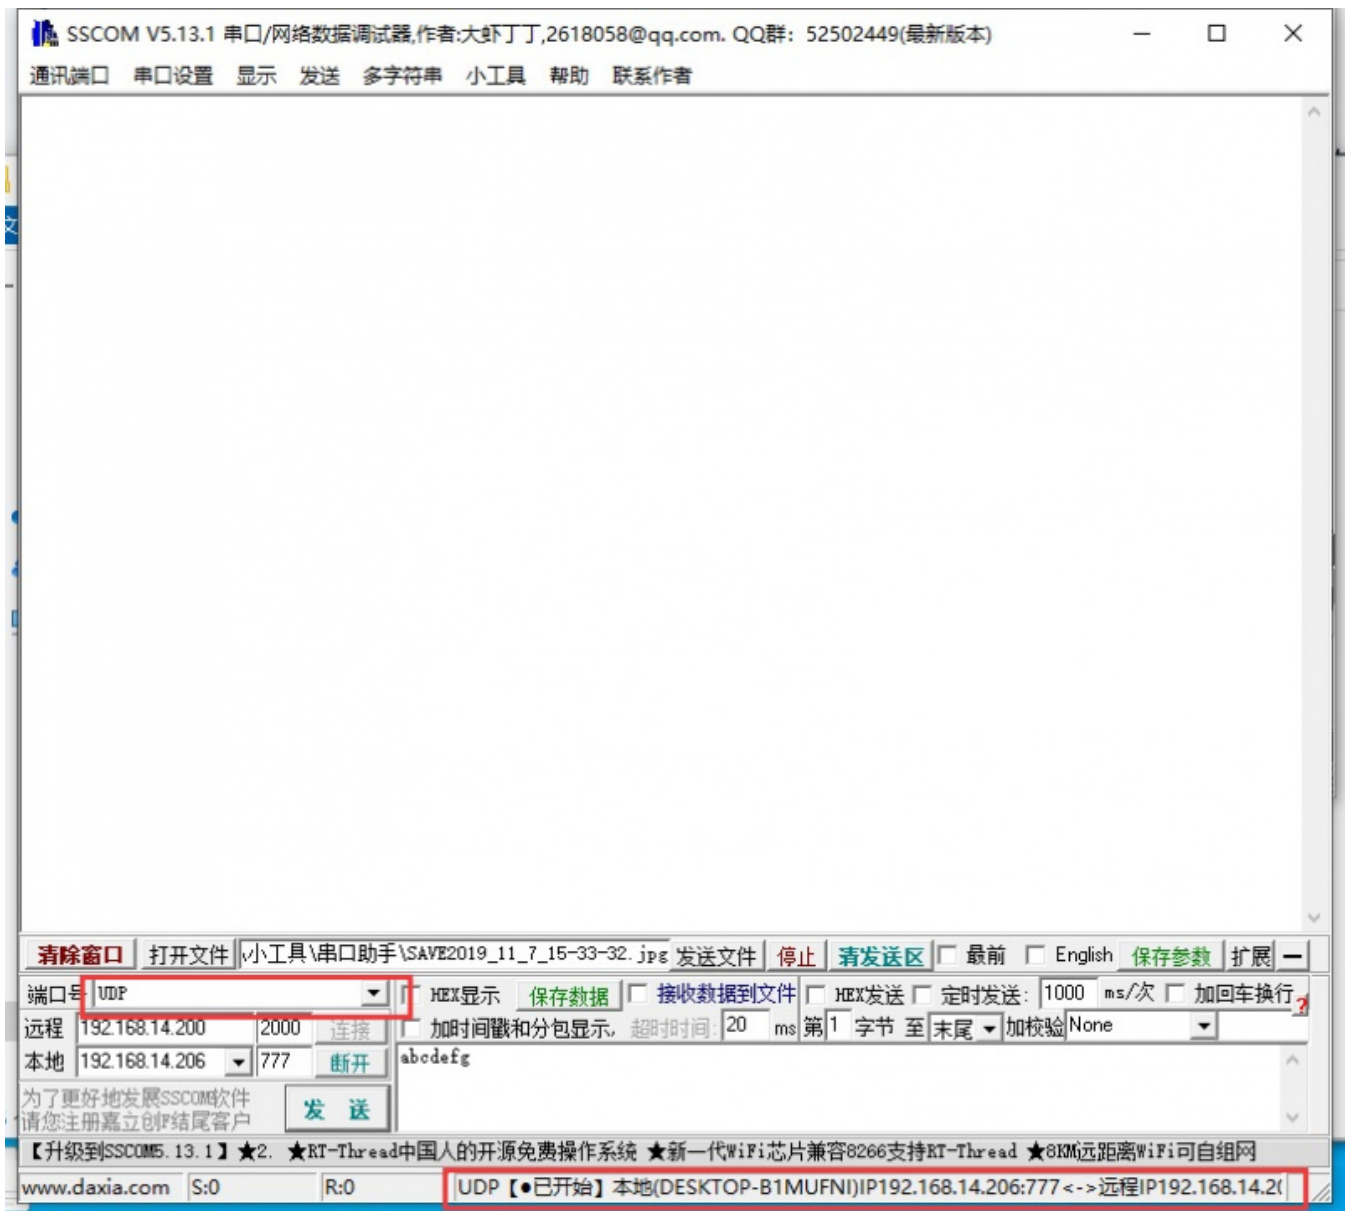 SSCOM V5.13.1 串口/网络数据调试器,作者:大虾丁丁,2618058@qq.com. QQ群：52502449(最新版本)
通讯端口 串口设置 显示 发送 多字符串 小工具 帮助 联系作者
清除窗口 打开文件 小工具\串口助手\SAVE2019_11_7_15-33-32.jpg 发送文件 停止 清发送区 最前 English 保存参数 扩展
端口号 UDP HEX显示 保存数据 接收数据到文件 HEX发送 定时发送: 1000 ms/次 加回车换行
远程 192.168.14.200 2000 连接 加时间戳和分包显示, 超时时间: 20 ms 第1 字节 至 末尾 加校验 None
本地 192.168.14.206 777 断开 abcdefg
为了更好地发展SSCOM软件
请您注册嘉立创F结尾客户
发 送
【升级到SSCOM5.13.1】★2. ★RT-Thread中国人的开源免费操作系统 ★新一代WiFi芯片兼容8266支持RT-Thread ★8KM远距离WiFi可自组网
www.daxia.com S:0 R:0 UDP【●已开始】本地(DESKTOP-B1MUFNI)IP192.168.14.206:777<->远程IP192.168.14.2